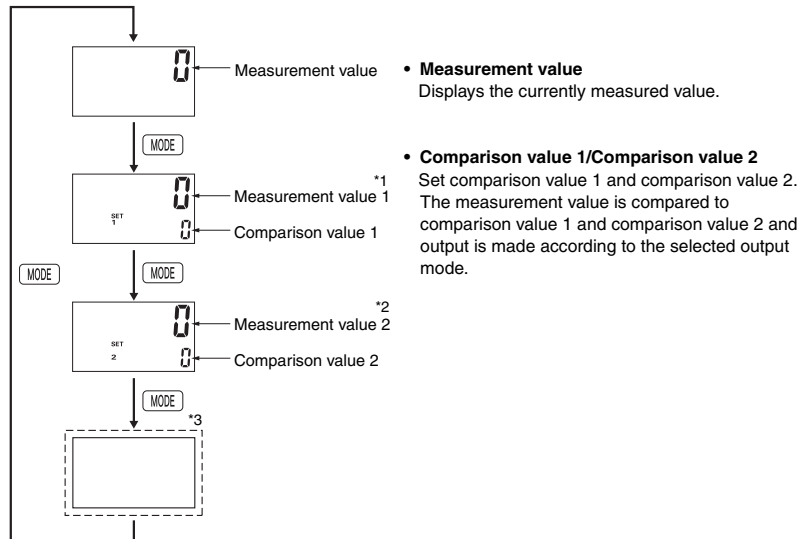 0
Measurement value
MODE
*1
0
Measurement value 1
SET
1
0
Comparison value 1
MODE
MODE
*2
0
Measurement value 2
SET
2
0
Comparison value 2
MODE
*3
• Measurement value
Displays the currently measured value.
• Comparison value 1/Comparison value 2
Set comparison value 1 and comparison value 2.
The measurement value is compared to
comparison value 1 and comparison value 2 and
output is made according to the selected output
mode.